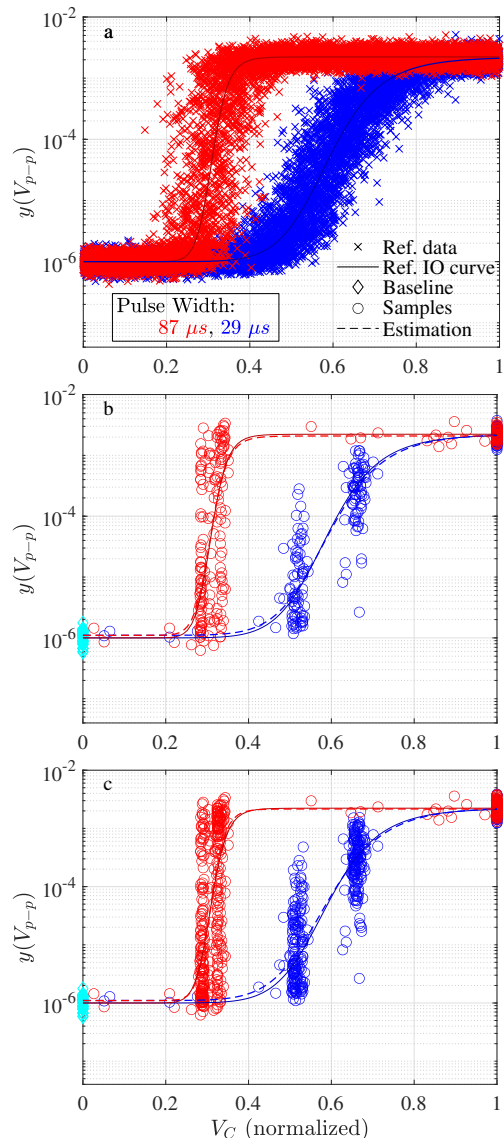 a
10^-2
10^-4
10^-6
y(V_{p-p})
× Ref. data
Ref. IO curve
Baseline
Samples
Estimation
Pulse Width:
87 μs, 29 μs
0 0.2 0.4 0.6 0.8 1
b
10^-2
10^-4
10^-6
y(V_{p-p})
0 0.2 0.4 0.6 0.8 1
c
10^-2
10^-4
10^-6
y(V_{p-p})
0 0.2 0.4 0.6 0.8 1
V_C (normalized)